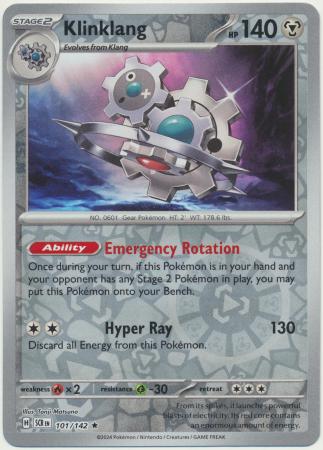 STAGE2 Klinklang HP 140
Evolves from Klang
NO. 0601 Gear Pokémon HT: 2' WT: 178.6 lbs.
Ability Emergency Rotation
Once during your turn, if this Pokémon is in your hand and
your opponent has any Stage 2 Pokémon in play, you may
put this Pokémon onto your Bench.
Hyper Ray 130
Discard all Energy from this Pokémon.
weakness ×2 resistance -30 retreat
Illus. Tonji Matsuno
H SCR EN 101/142 ★
From its spikes, it launches powerful
blasts of electricity. Its red core
contains an enormous amount of energy.
©2024 Pokémon / Nintendo / Creatures / GAME FREAK